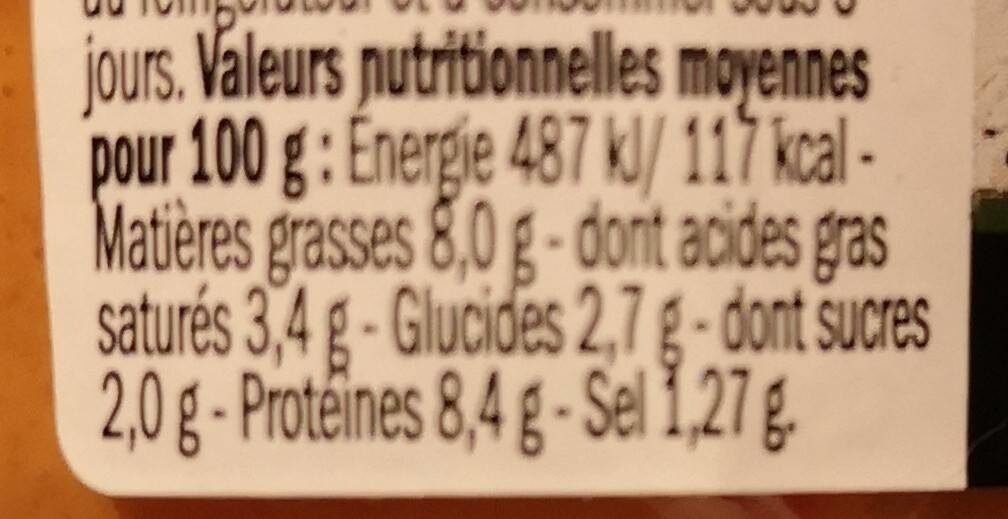 jours. Valeurs nutritionnelles moyennes
pour 100 g : Énergie 487 kJ/ 117 kcal -
Matières grasses 8,0 g - dont acides gras
saturés 3,4 g - Glucides 2,7 g - dont sucres
2,0 g - Protéines 8,4 g - Sel 1,27 g.